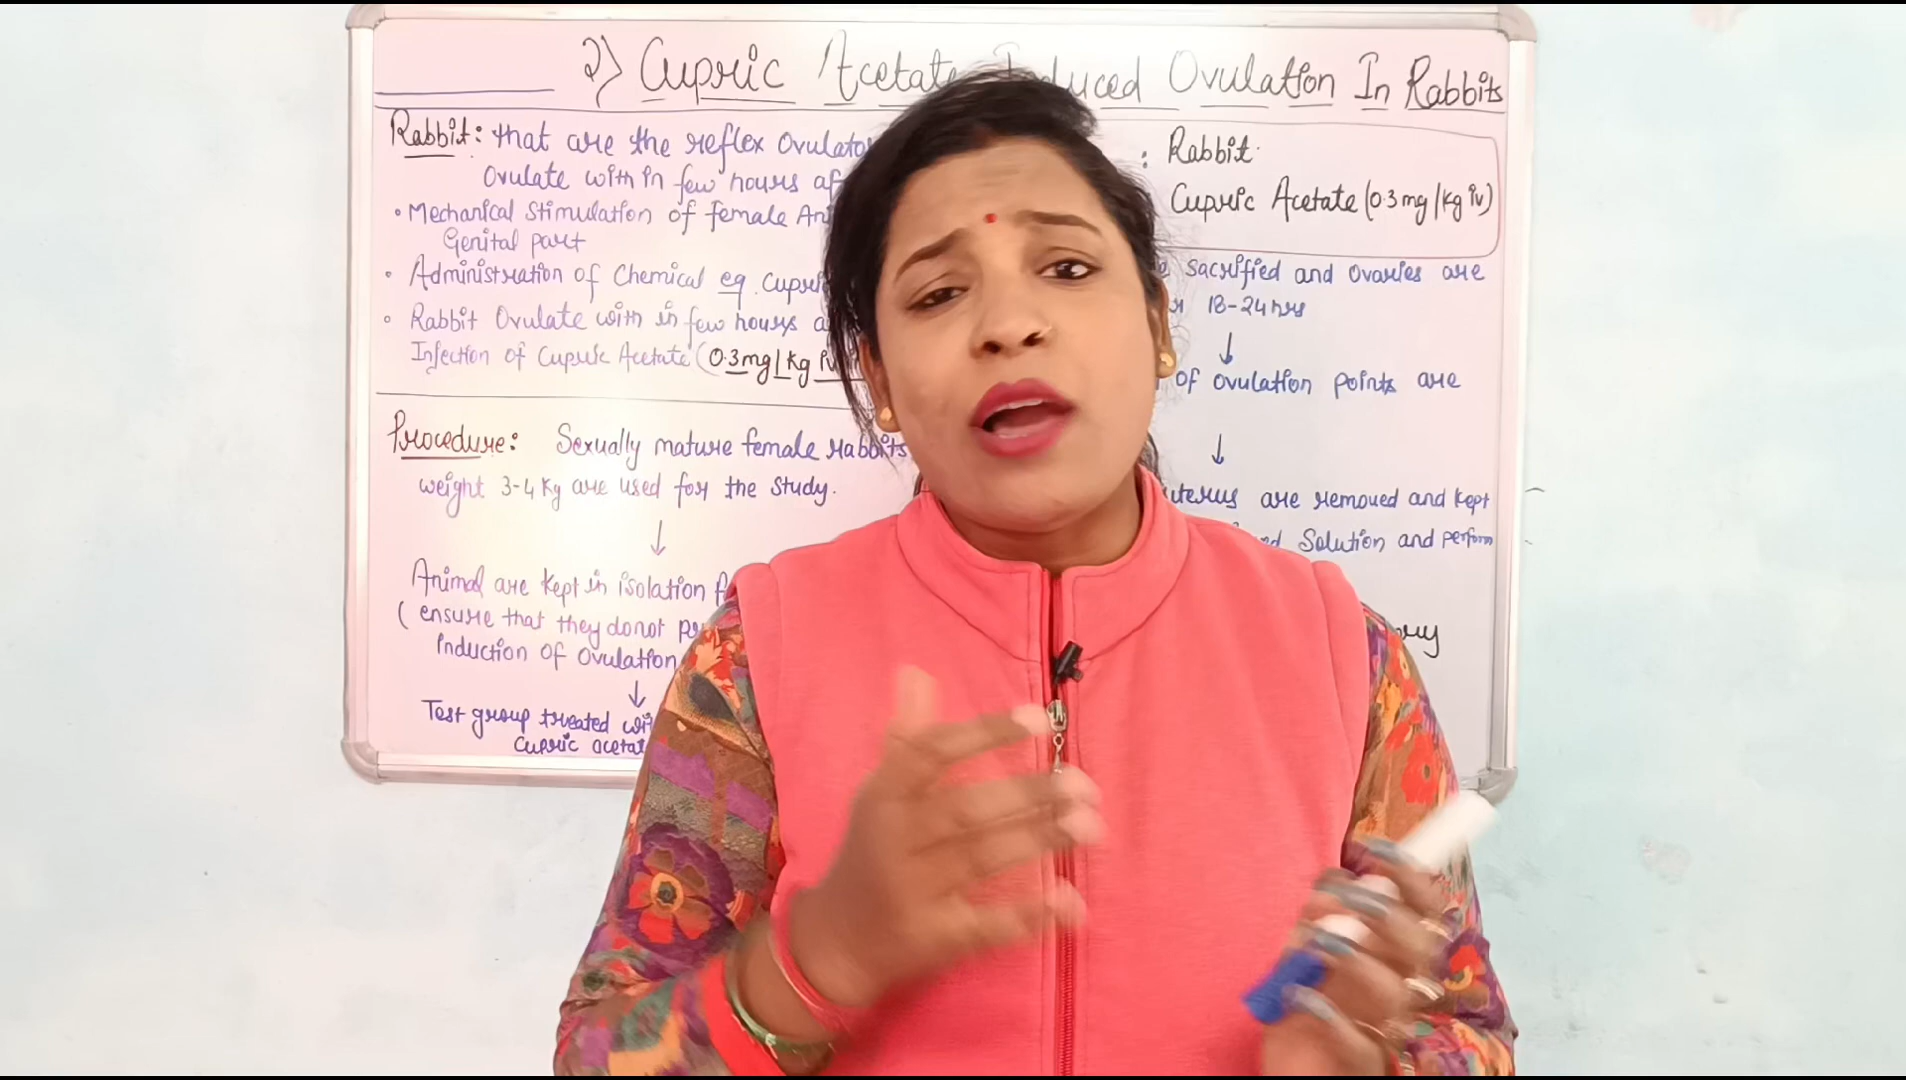 2) Cupric Acetate Induced Ovulation In Rabbits
Rabbit: that are the reflex Ovulato
Ovulate with in few hours af
• Mechanical Stimulation of female Ani
Genital part
• Administration of Chemical eg. Cupri
• Rabbit Ovulate with in few hours a
Injection of Cupric Acetate (0.3mg/kg iv
Procedure: Sexually mature female rabbits
weight 3-4 Kg are used for the Study.
↓
Animal are kept in isolation f
( ensure that they donot pr
Induction of Ovulation
↓
Test group treated wi
Cupric acetat
: Rabbit
Cupric Acetate (0.3mg/kg iv)
sacrified and ovaries are
18-24 hrs
↓
of ovulation points are
↓
uterus are removed and kept
Solution and perform